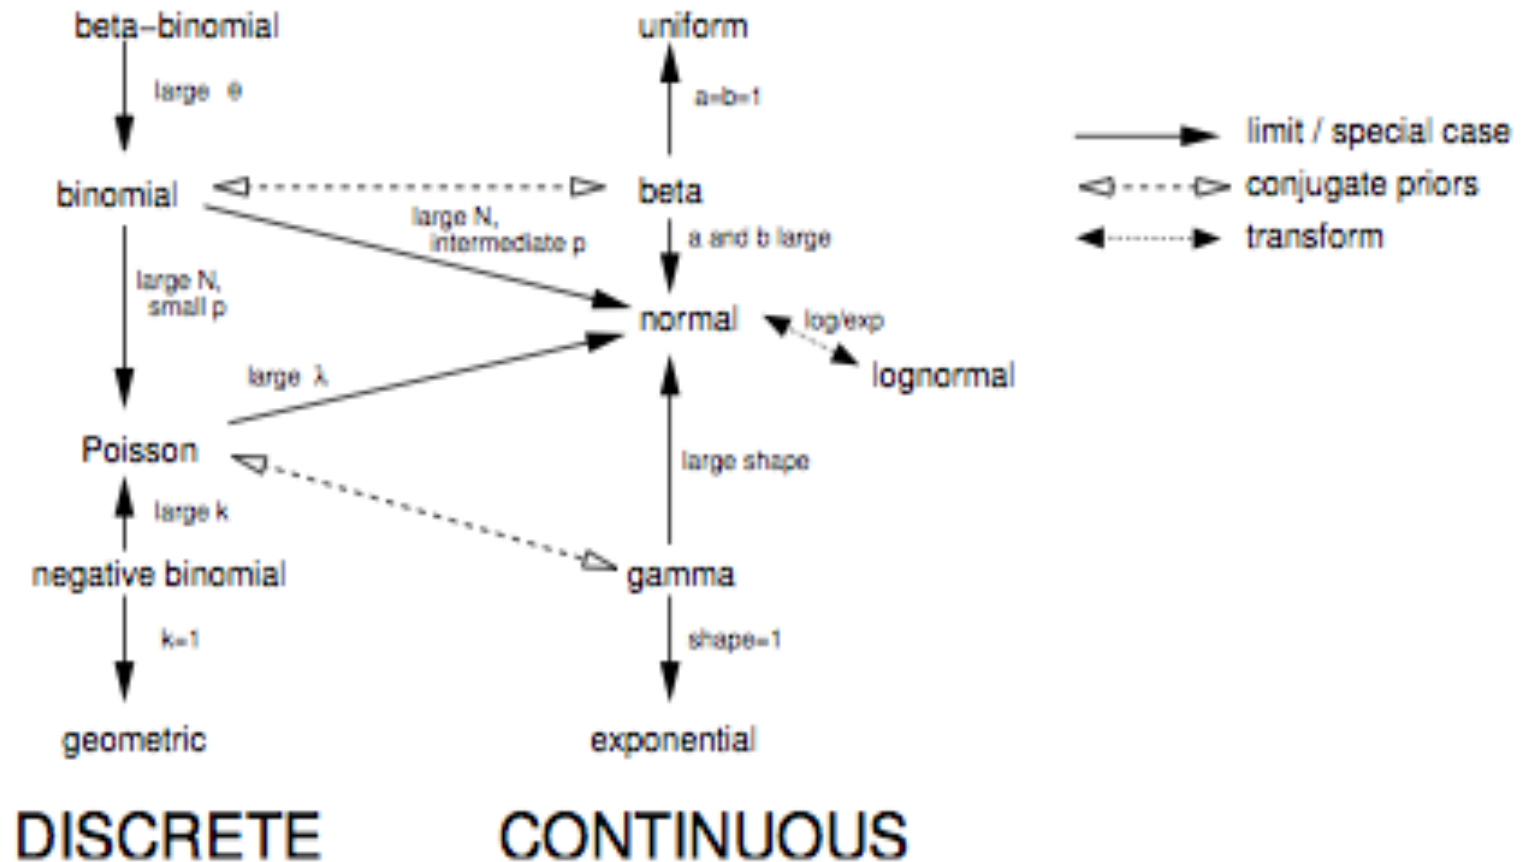 beta-binomial
uniform
large θ
a=b=1
limit / special case
binomial
beta
conjugate priors
large N,
intermediate p
a and b large
transform
large N,
small p
normal
log/exp
lognormal
large λ
Poisson
large shape
large k
negative binomial
gamma
k=1
shape=1
geometric
exponential
DISCRETE
CONTINUOUS